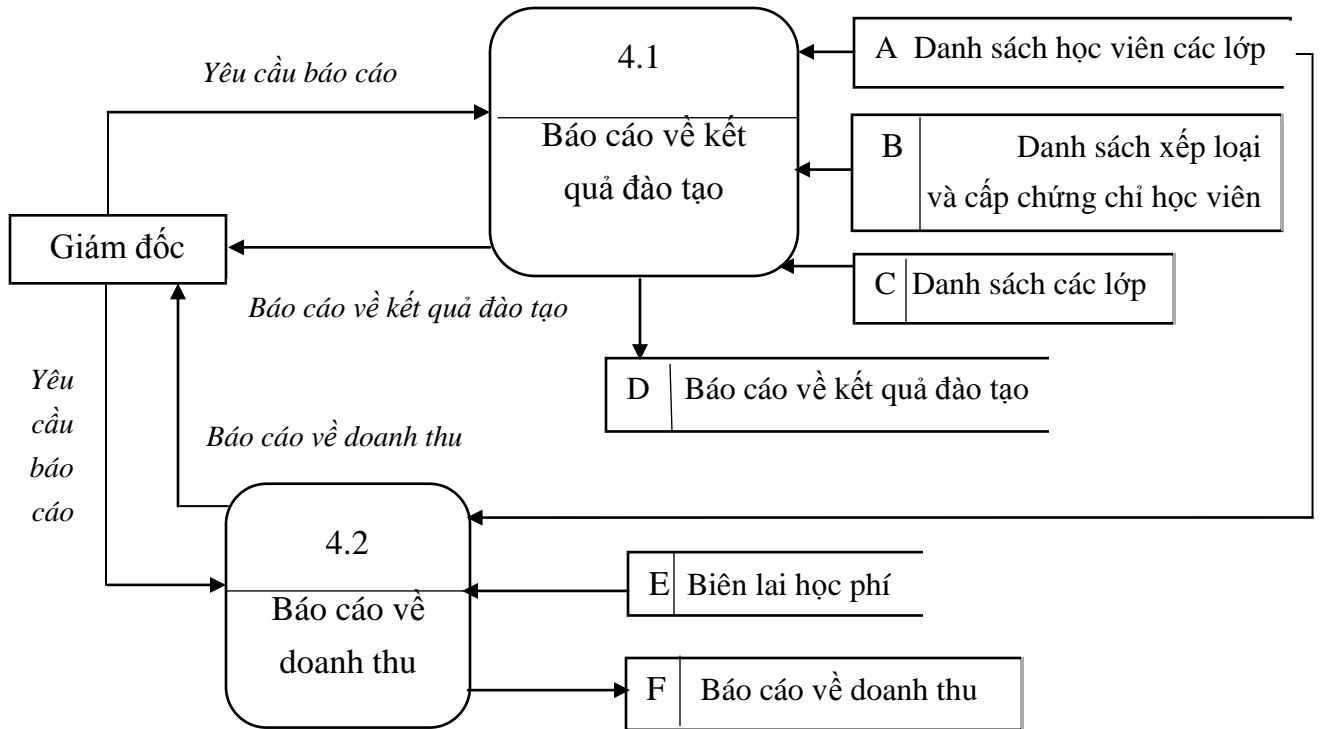 4.1
Báo cáo về kết
quả đào tạo
A Danh sách học viên các lớp
Yêu cầu báo cáo
B Danh sách xếp loại
và cấp chứng chỉ học viên
Giám đốc
C Danh sách các lớp
Báo cáo về kết quả đào tạo
D Báo cáo về kết quả đào tạo
Yêu
cầu
báo
cáo
Báo cáo về doanh thu
4.2
Báo cáo về
doanh thu
E Biên lai học phí
F Báo cáo về doanh thu